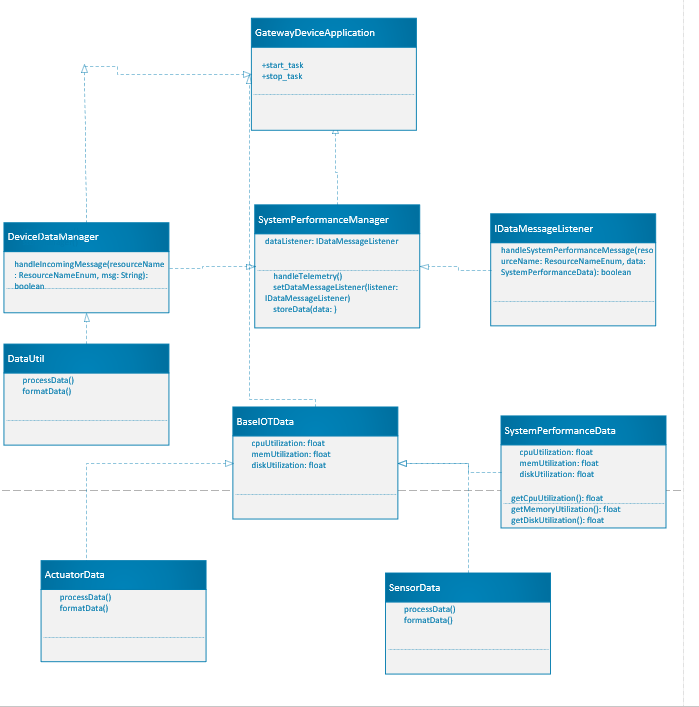 GatewayDeviceApplication
+start_task
+stop_task
DeviceDataManager
handleIncomingMessage(resourceName
: ResourceNameEnum, msg: String):
boolean
SystemPerformanceManager
dataListener: IDataMessageListener
handleTelemetry()
setDataMessageListener(listener:
IDataMessageListener)
storeData(data: )
IDataMessageListener
handleSystemPerformanceMessage(reso
urceName: ResourceNameEnum, data:
SystemPerformanceData): boolean
DataUtil
processData()
formatData()
BaseIOTData
cpuUtilization: float
memUtilization: float
diskUtilization: float
SystemPerformanceData
cpuUtilization: float
memUtilization: float
diskUtilization: float
getCpuUtilization(): float
getMemoryUtilization(): float
getDiskUtilization(): float
ActuatorData
processData()
formatData()
SensorData
processData()
formatData()